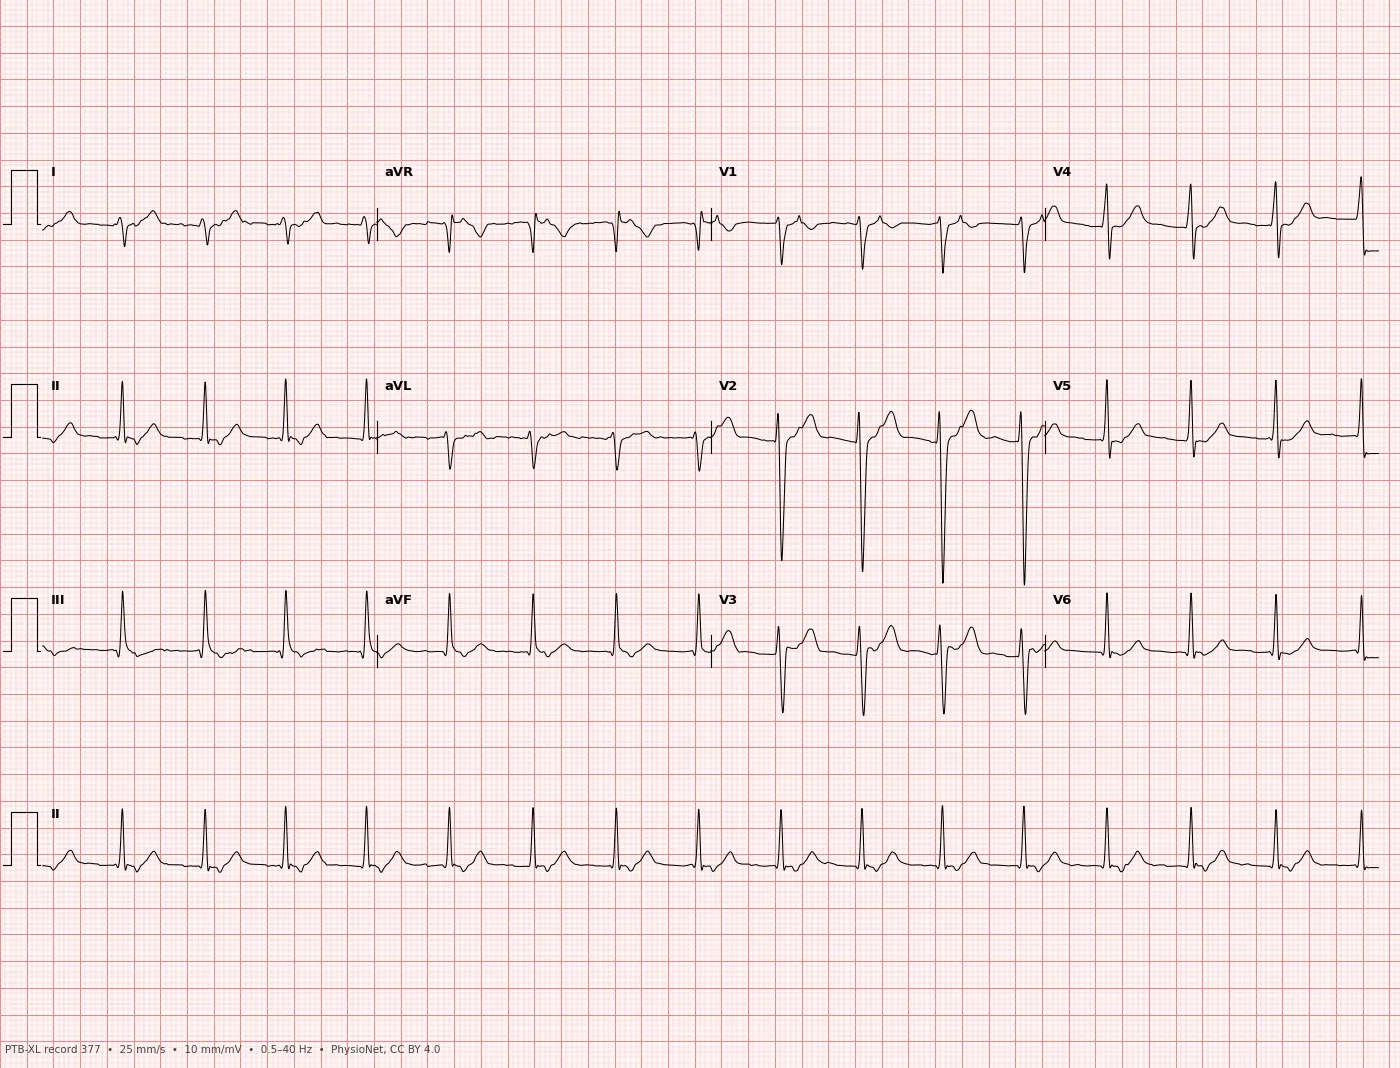 I aVR V1 V4
II aVL V2 V5
III aVF V3 V6
II
PTB-XL record 377 • 25 mm/s • 10 mm/mV • 0.5–40 Hz • PhysioNet, CC BY 4.0